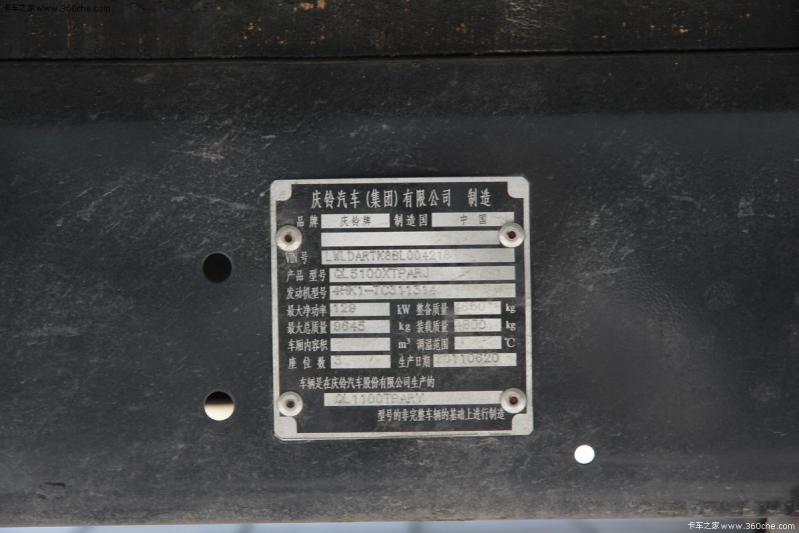 卡车之家 www.360che.com
庆铃汽车(集团)有限公司 制造
品牌 庆铃牌 制造国 中国
VIN号 LWLDARTK8BL004218
产品型号 QL5100XTPARJ
发动机型号 4HK1-TC311314
最大净功率 129 kW 整备质量 kg
最大总质量 9645 kg 装载质量 kg
车厢内容积 m³ 调温范围 ℃
座位数 3 生产日期 20110620
车辆是在庆铃汽车股份有限公司生产的
QL1100TPARY
型号的非完整车辆的基础上进行制造
卡车之家 www.360che.com